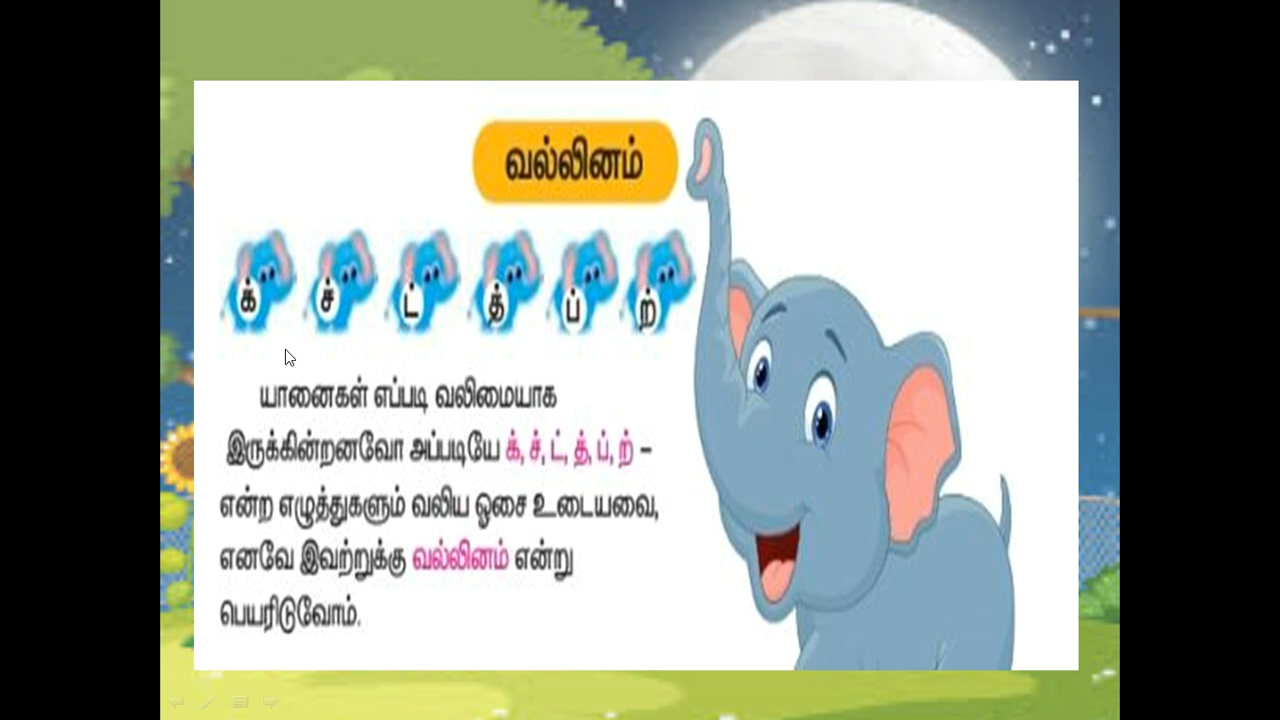 வல்லினம்
க் ச் ட் த் ப் ற்
யானைகள் எப்படி வலிமையாக
இருக்கின்றனவோ அப்படியே க், ச், ட், த், ப், ற் –
என்ற எழுத்துகளும் வலிய ஓசை உடையவை,
எனவே இவற்றுக்கு வல்லினம் என்று
பெயரிடுவோம்.